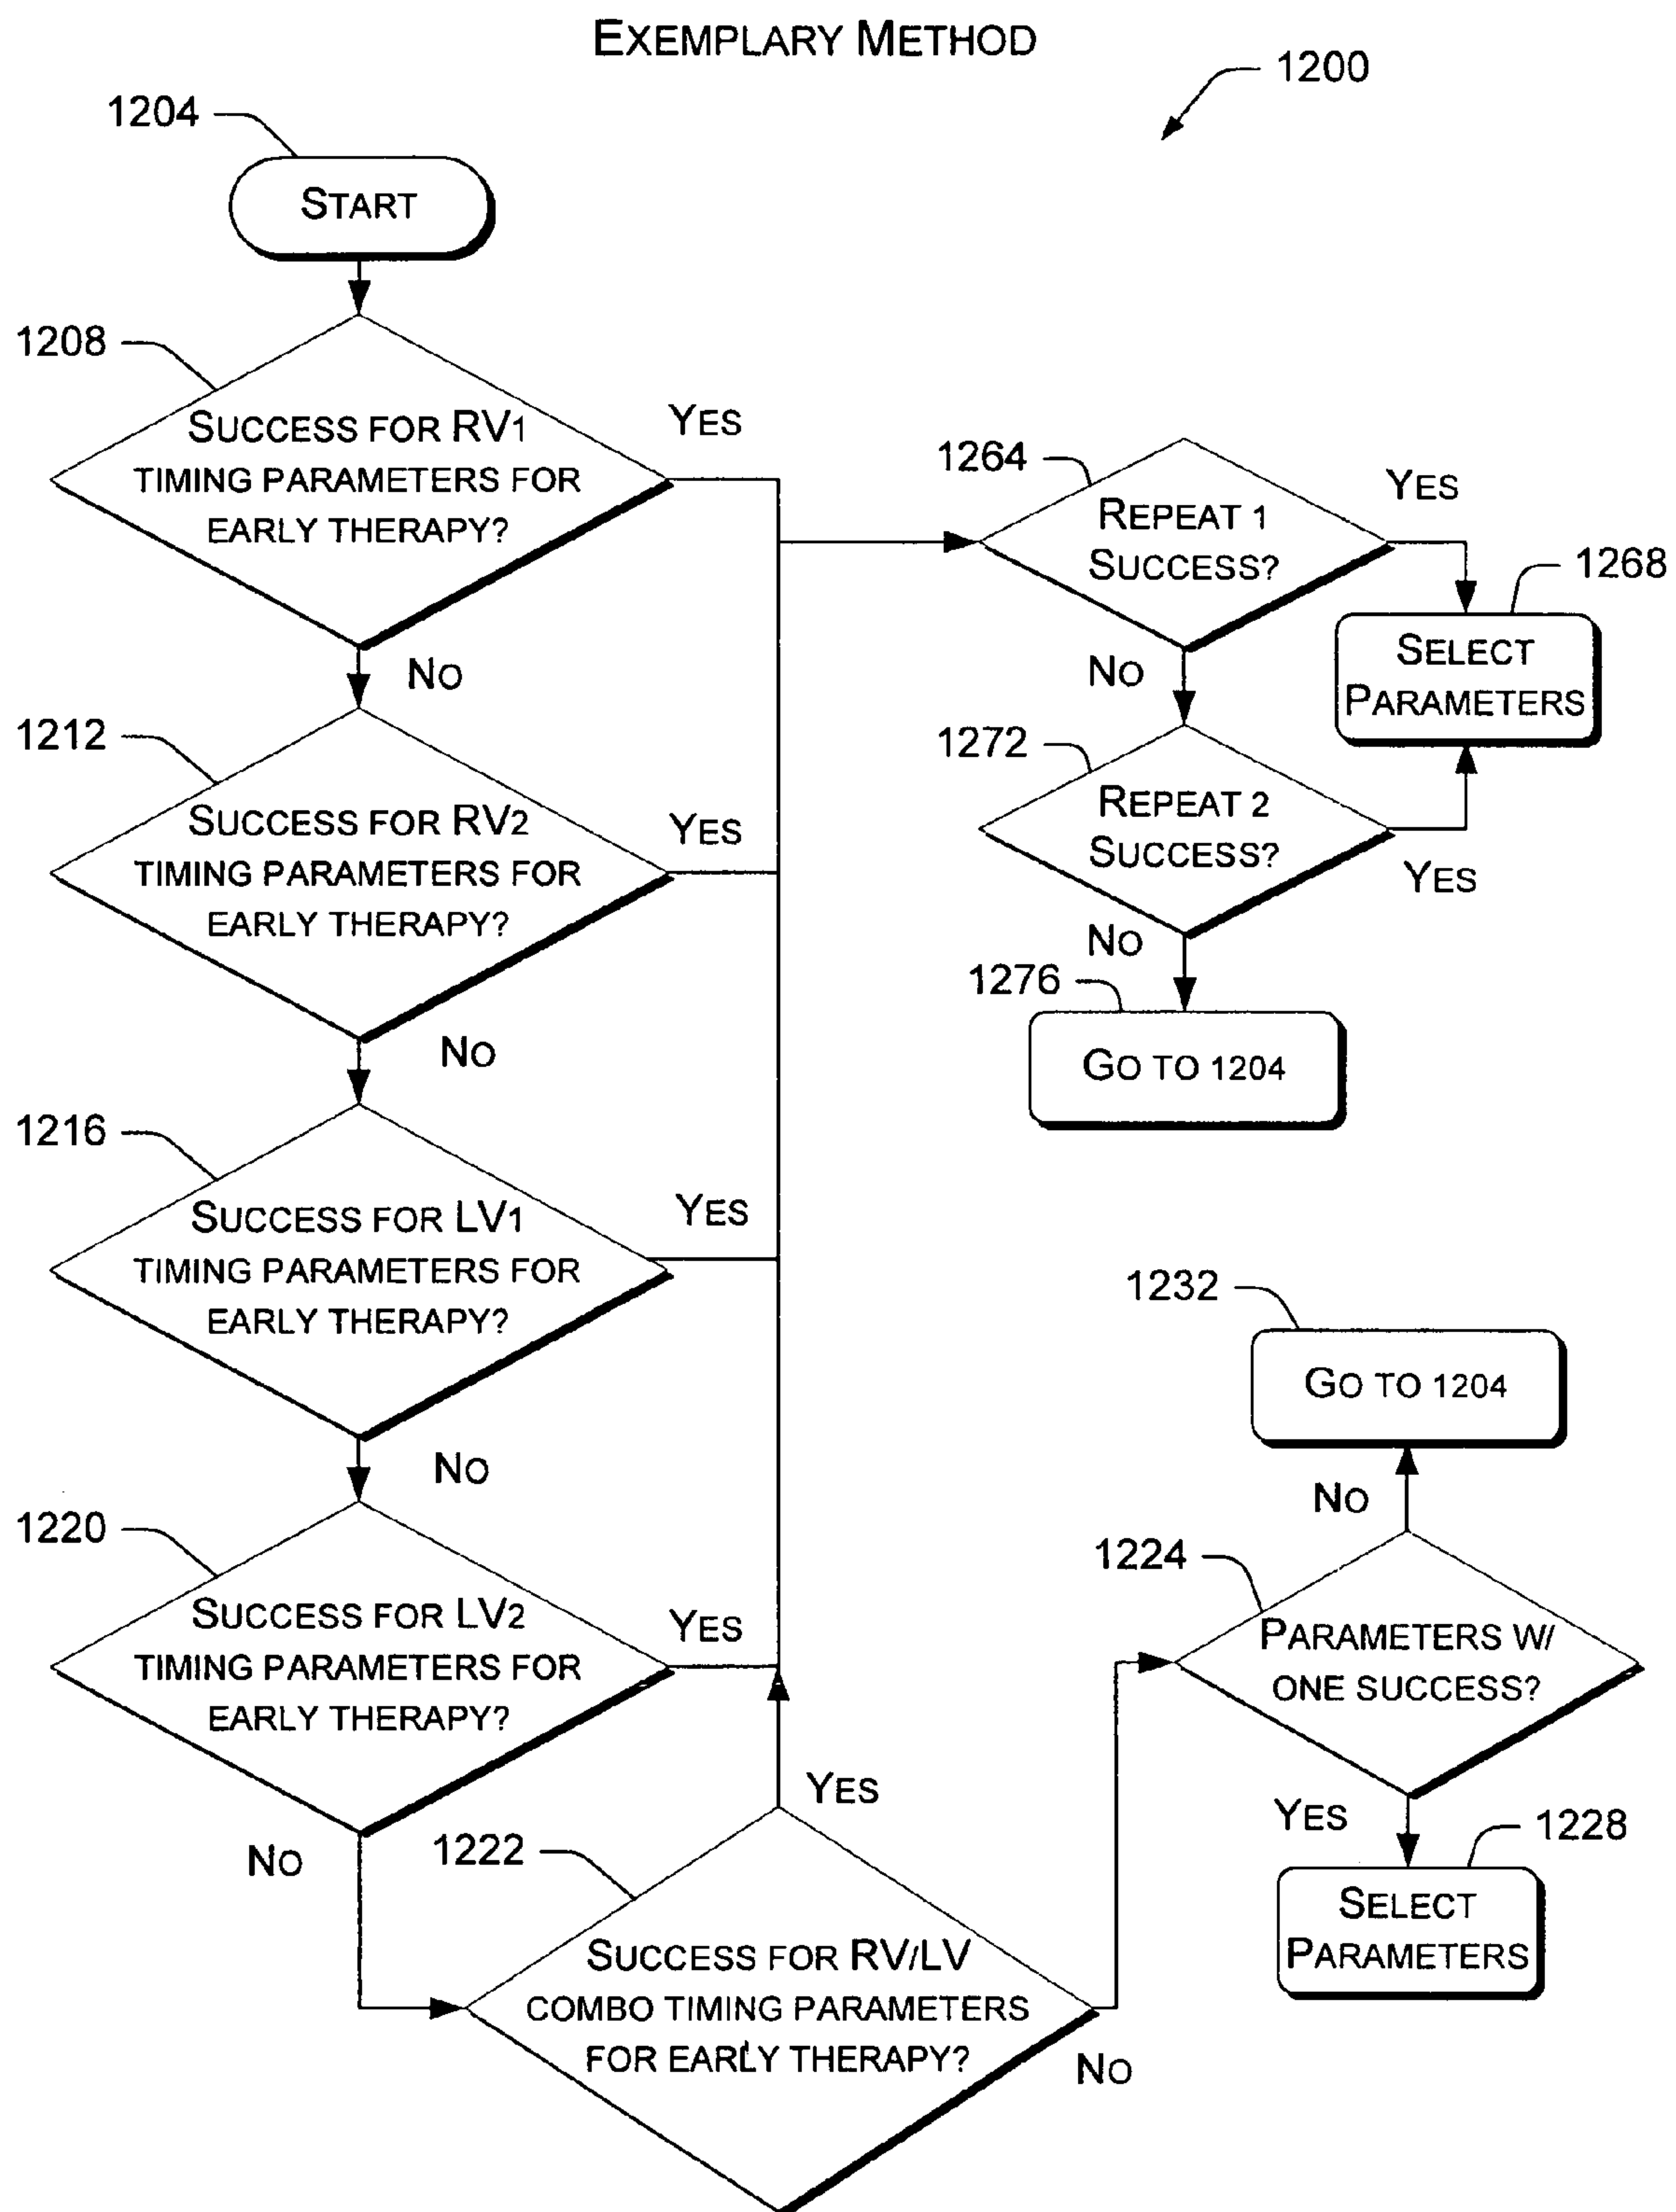 EXEMPLARY METHOD
1200
1204
START
1208
SUCCESS FOR RV1
TIMING PARAMETERS FOR
EARLY THERAPY?
YES
NO
1264
REPEAT 1
SUCCESS?
YES
NO
1268
SELECT
PARAMETERS
1212
SUCCESS FOR RV2
TIMING PARAMETERS FOR
EARLY THERAPY?
YES
NO
1272
REPEAT 2
SUCCESS?
YES
NO
1276
GO TO 1204
1216
SUCCESS FOR LV1
TIMING PARAMETERS FOR
EARLY THERAPY?
YES
NO
1232
GO TO 1204
NO
1220
SUCCESS FOR LV2
TIMING PARAMETERS FOR
EARLY THERAPY?
YES
NO
1224
PARAMETERS W/
ONE SUCCESS?
YES
1228
SELECT
PARAMETERS
1222
YES
SUCCESS FOR RV/LV
COMBO TIMING PARAMETERS
FOR EARLY THERAPY?
NO